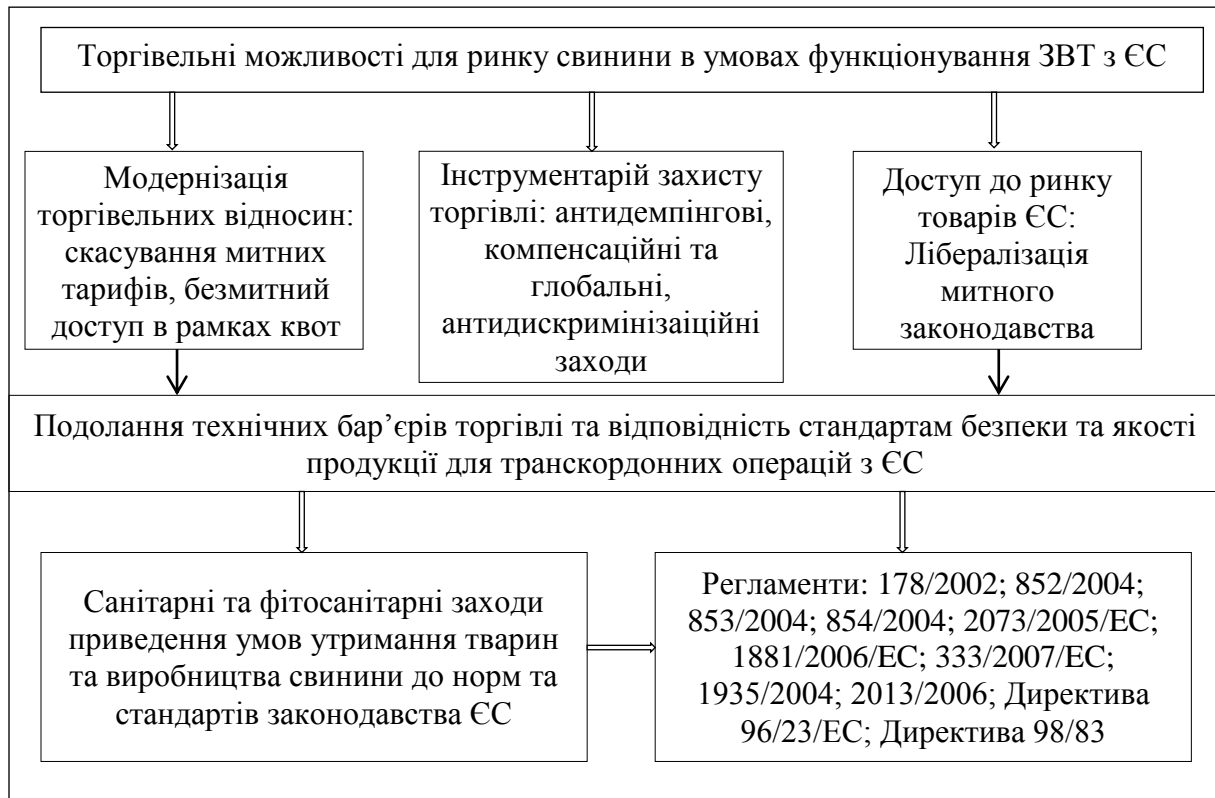 Торгівельні можливості для ринку свинини в умовах функціонування ЗВТ з ЄС
Модернізація
торгівельних відносин:
скасування митних
тарифів, безмитний
доступ в рамках квот
Інструментарій захисту
торгівлі: антидемпінгові,
компенсаційні та
глобальні,
антидискримінізаіційні
заходи
Доступ до ринку
товарів ЄС:
Лібералізація
митного
законодавства
Подолання технічних бар’єрів торгівлі та відповідність стандартам безпеки та якості
продукції для транскордонних операцій з ЄС
Санітарні та фітосанітарні заходи
приведення умов утримання тварин
та виробництва свинини до норм та
стандартів законодавства ЄС
Регламенти: 178/2002; 852/2004;
853/2004; 854/2004; 2073/2005/ЕС;
1881/2006/ЕС; 333/2007/ЕС;
1935/2004; 2013/2006; Директива
96/23/ЕС; Директива 98/83